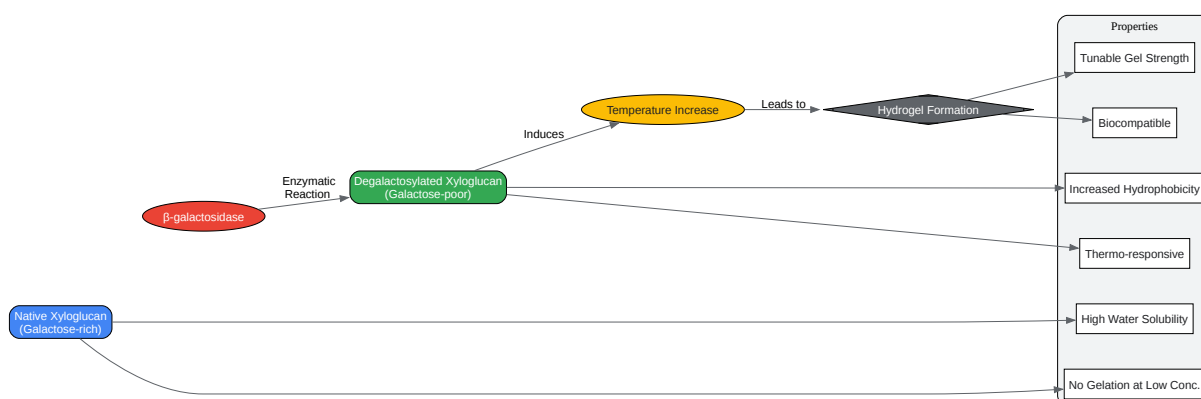 Properties
Tunable Gel Strength
Temperature Increase
Leads to
Hydrogel Formation
Biocompatible
Induces
Enzymatic
Reaction
Degalactosylated Xyloglucan
(Galactose-poor)
Increased Hydrophobicity
β-galactosidase
Thermo-responsive
Native Xyloglucan
(Galactose-rich)
High Water Solubility
No Gelation at Low Conc.